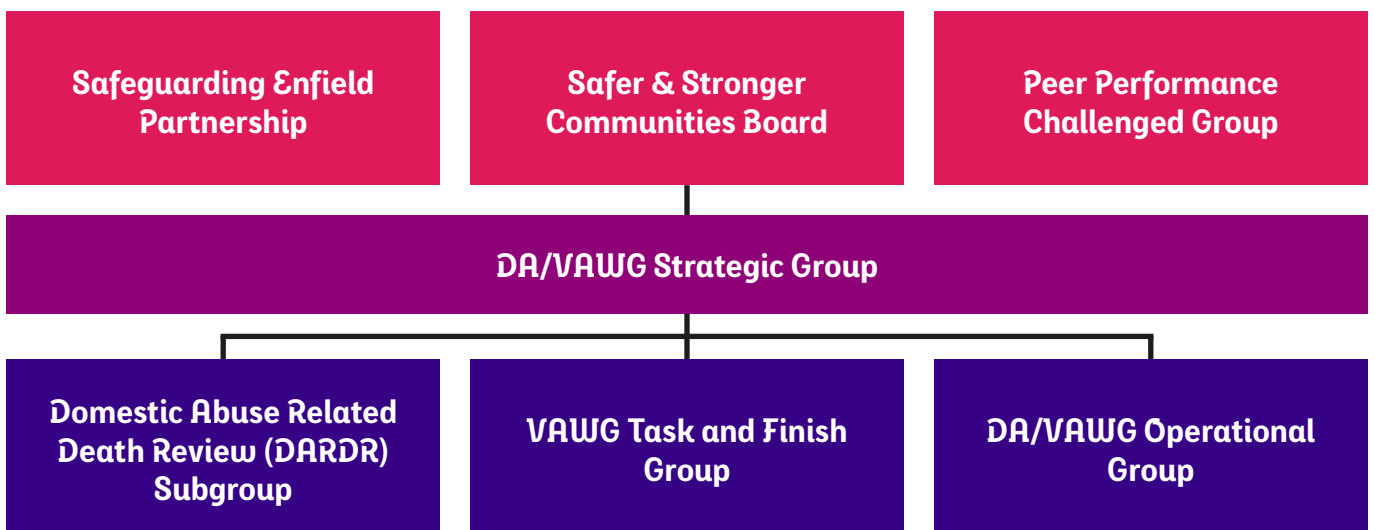 Safeguarding Enfield
Partnership
Safer & Stronger
Communities Board
Peer Performance
Challenged Group
DA/VAWG Strategic Group
Domestic Abuse Related
Death Review (DARDR)
Subgroup
VAWG Task and Finish
Group
DA/VAWG Operational
Group